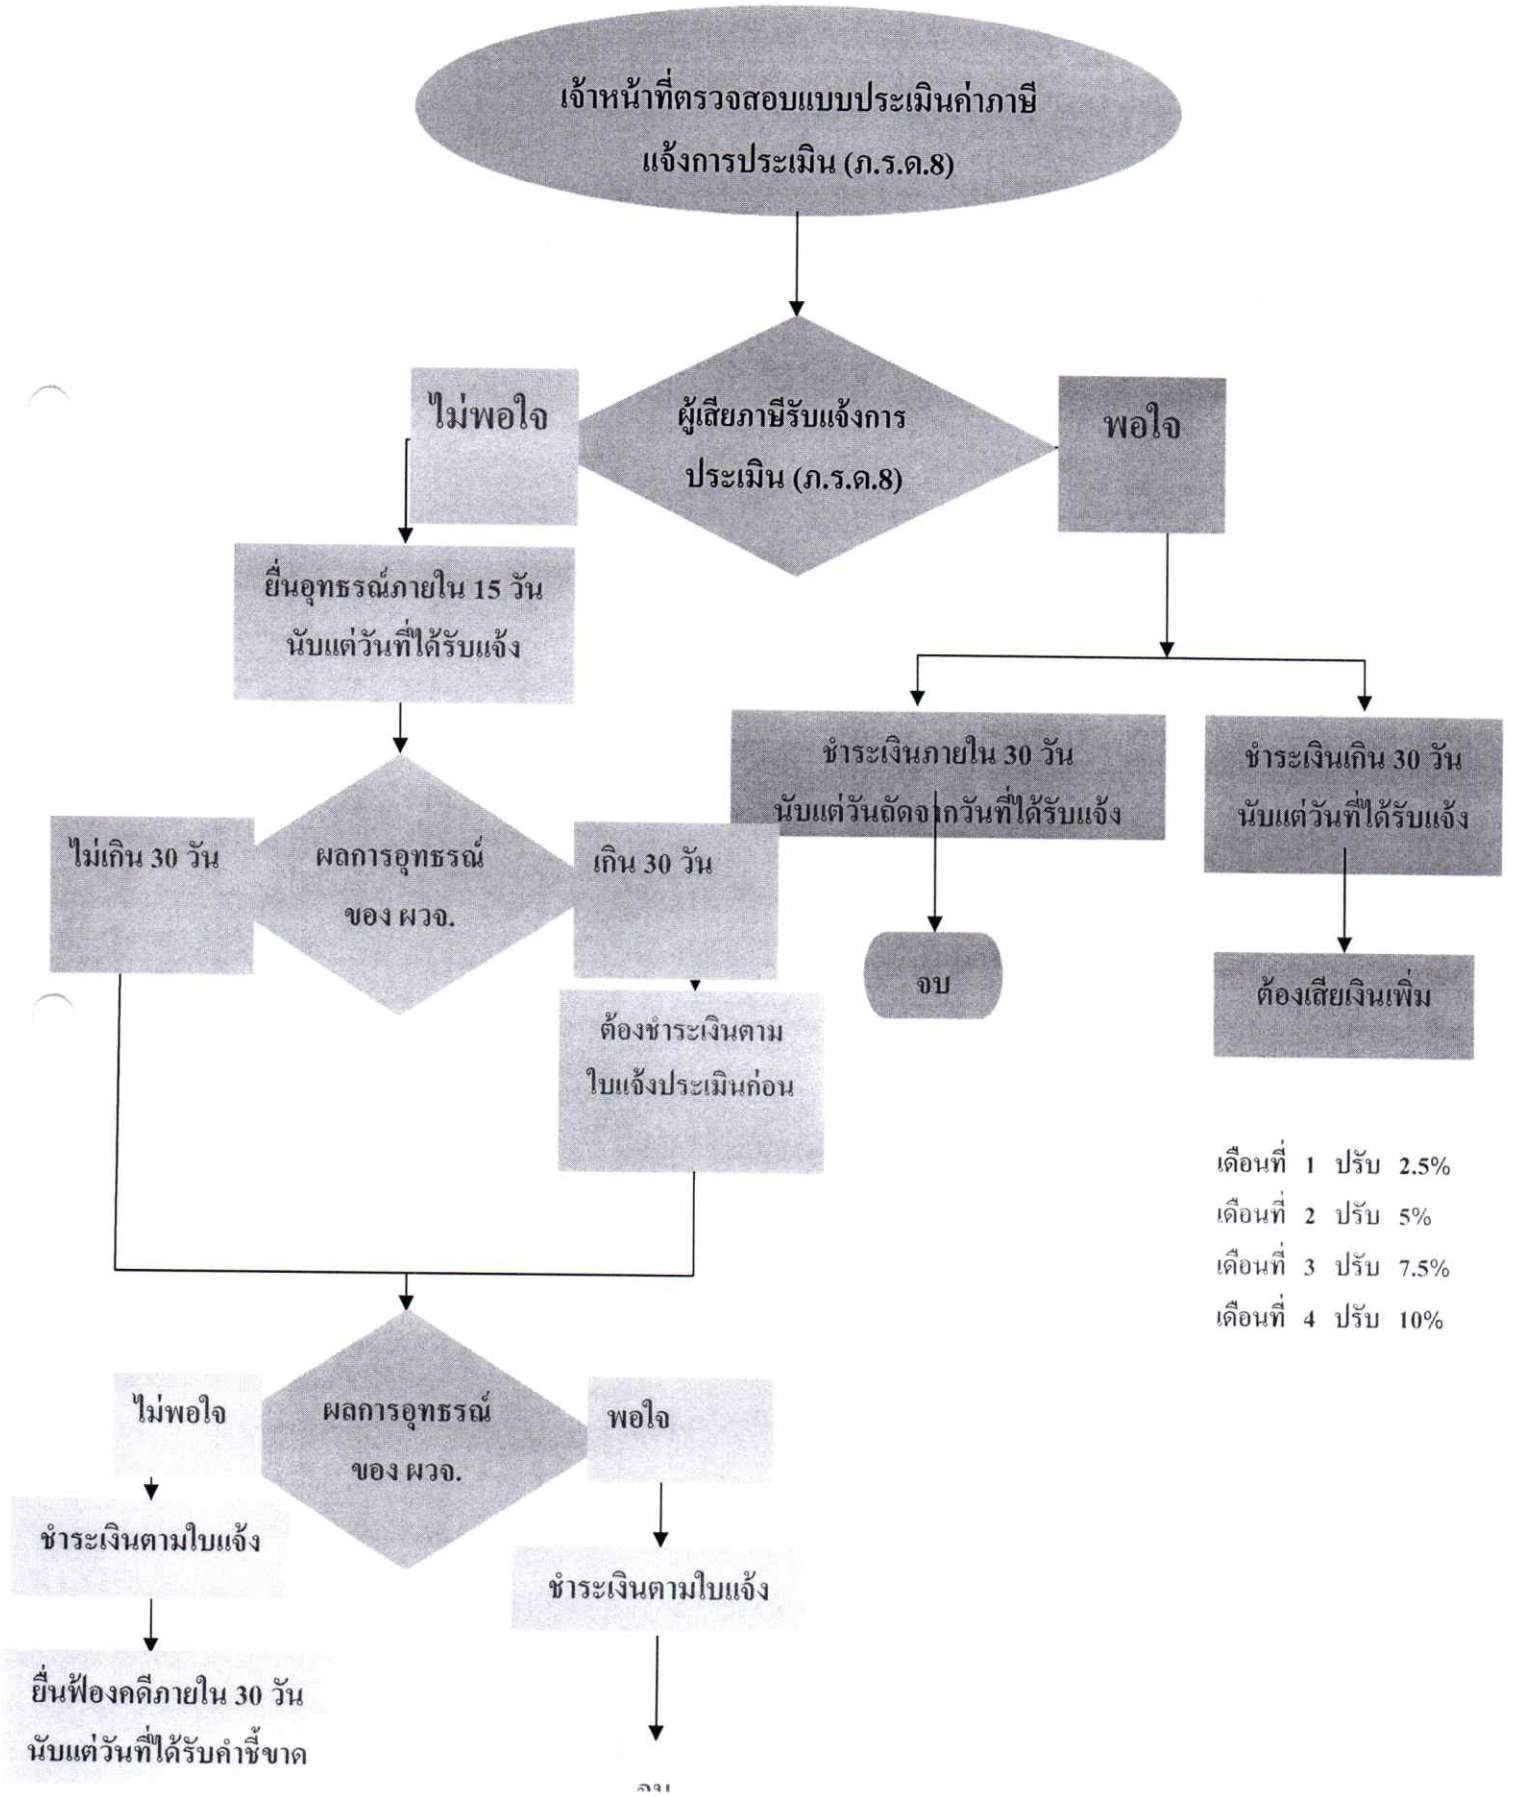 เจ้าหน้าที่ตรวจสอบแบบประเมินค่าภาษี
แจ้งการประเมิน (ภ.ร.ด.8)
ไม่พอใจ
ผู้เสียภาษีรับแจ้งการ
ประเมิน (ภ.ร.ด.8)
พอใจ
ยื่นอุทธรณ์ภายใน 15 วัน
นับแต่วันที่ได้รับแจ้ง
ชำระเงินภายใน 30 วัน
นับแต่วันถัดจากวันที่ได้รับแจ้ง
ชำระเงินเกิน 30 วัน
นับแต่วันที่ได้รับแจ้ง
ไม่เกิน 30 วัน
ผลการอุทธรณ์
ของ ผวจ.
เกิน 30 วัน
จบ
ต้องเสียเงินเพิ่ม
ต้องชำระเงินตาม
ใบแจ้งประเมินก่อน
เดือนที่ 1 ปรับ 2.5%
เดือนที่ 2 ปรับ 5%
เดือนที่ 3 ปรับ 7.5%
เดือนที่ 4 ปรับ 10%
ไม่พอใจ
ผลการอุทธรณ์
ของ ผวจ.
พอใจ
ชำระเงินตามใบแจ้ง
ชำระเงินตามใบแจ้ง
ยื่นฟ้องคดีภายใน 30 วัน
นับแต่วันที่ได้รับคำชี้ขาด